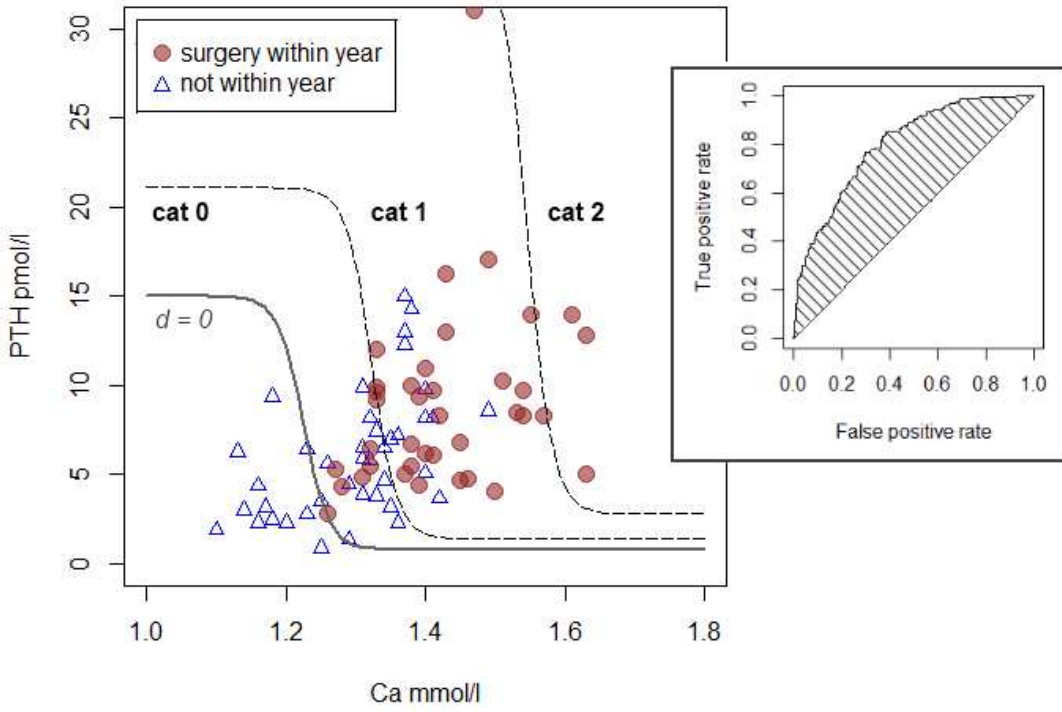 surgery within year
not within year
cat 0
cat 1
cat 2
d = 0
PTH pmol/l
0
5
10
15
20
25
30
1.0
1.2
1.4
1.6
1.8
Ca mmol/l
True positive rate
0.0
0.2
0.4
0.6
0.8
1.0
0.0
0.2
0.4
0.6
0.8
1.0
False positive rate